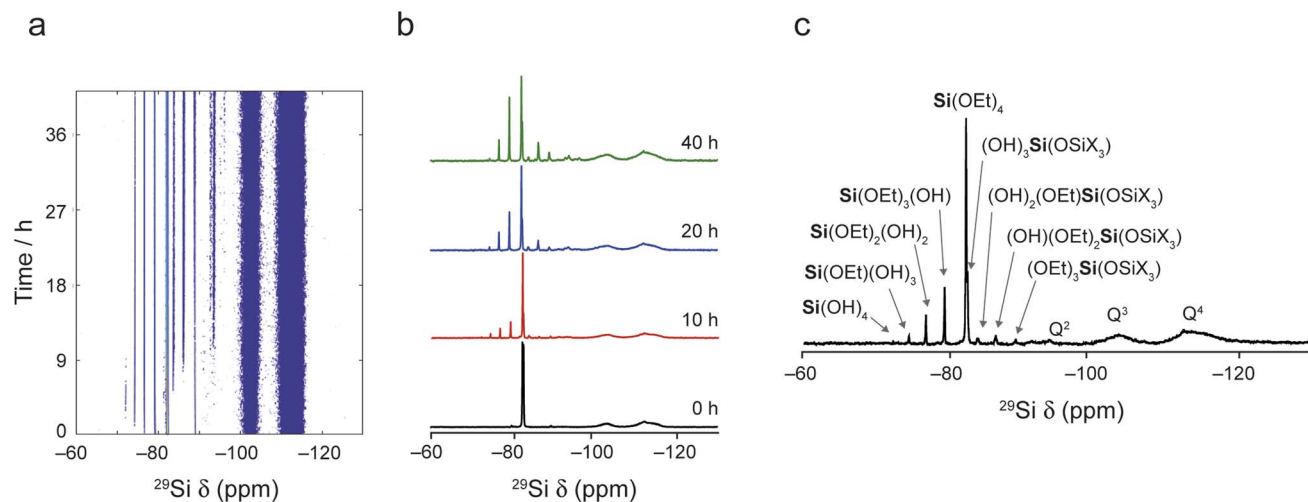 a
36
27
18
9
0
Time / h
−60
−80
−100
−120
²⁹Si δ (ppm)
b
40 h
20 h
10 h
0 h
−60
−80
−100
−120
²⁹Si δ (ppm)
c
Si(OEt)₄
(OH)₃Si(OSiX₃)
Si(OEt)₃(OH)
(OH)₂(OEt)Si(OSiX₃)
Si(OEt)₂(OH)₂
(OH)(OEt)₂Si(OSiX₃)
Si(OEt)(OH)₃
(OEt)₃Si(OSiX₃)
Si(OH)₄
Q²
Q³
Q⁴
−60
−80
−100
−120
²⁹Si δ (ppm)